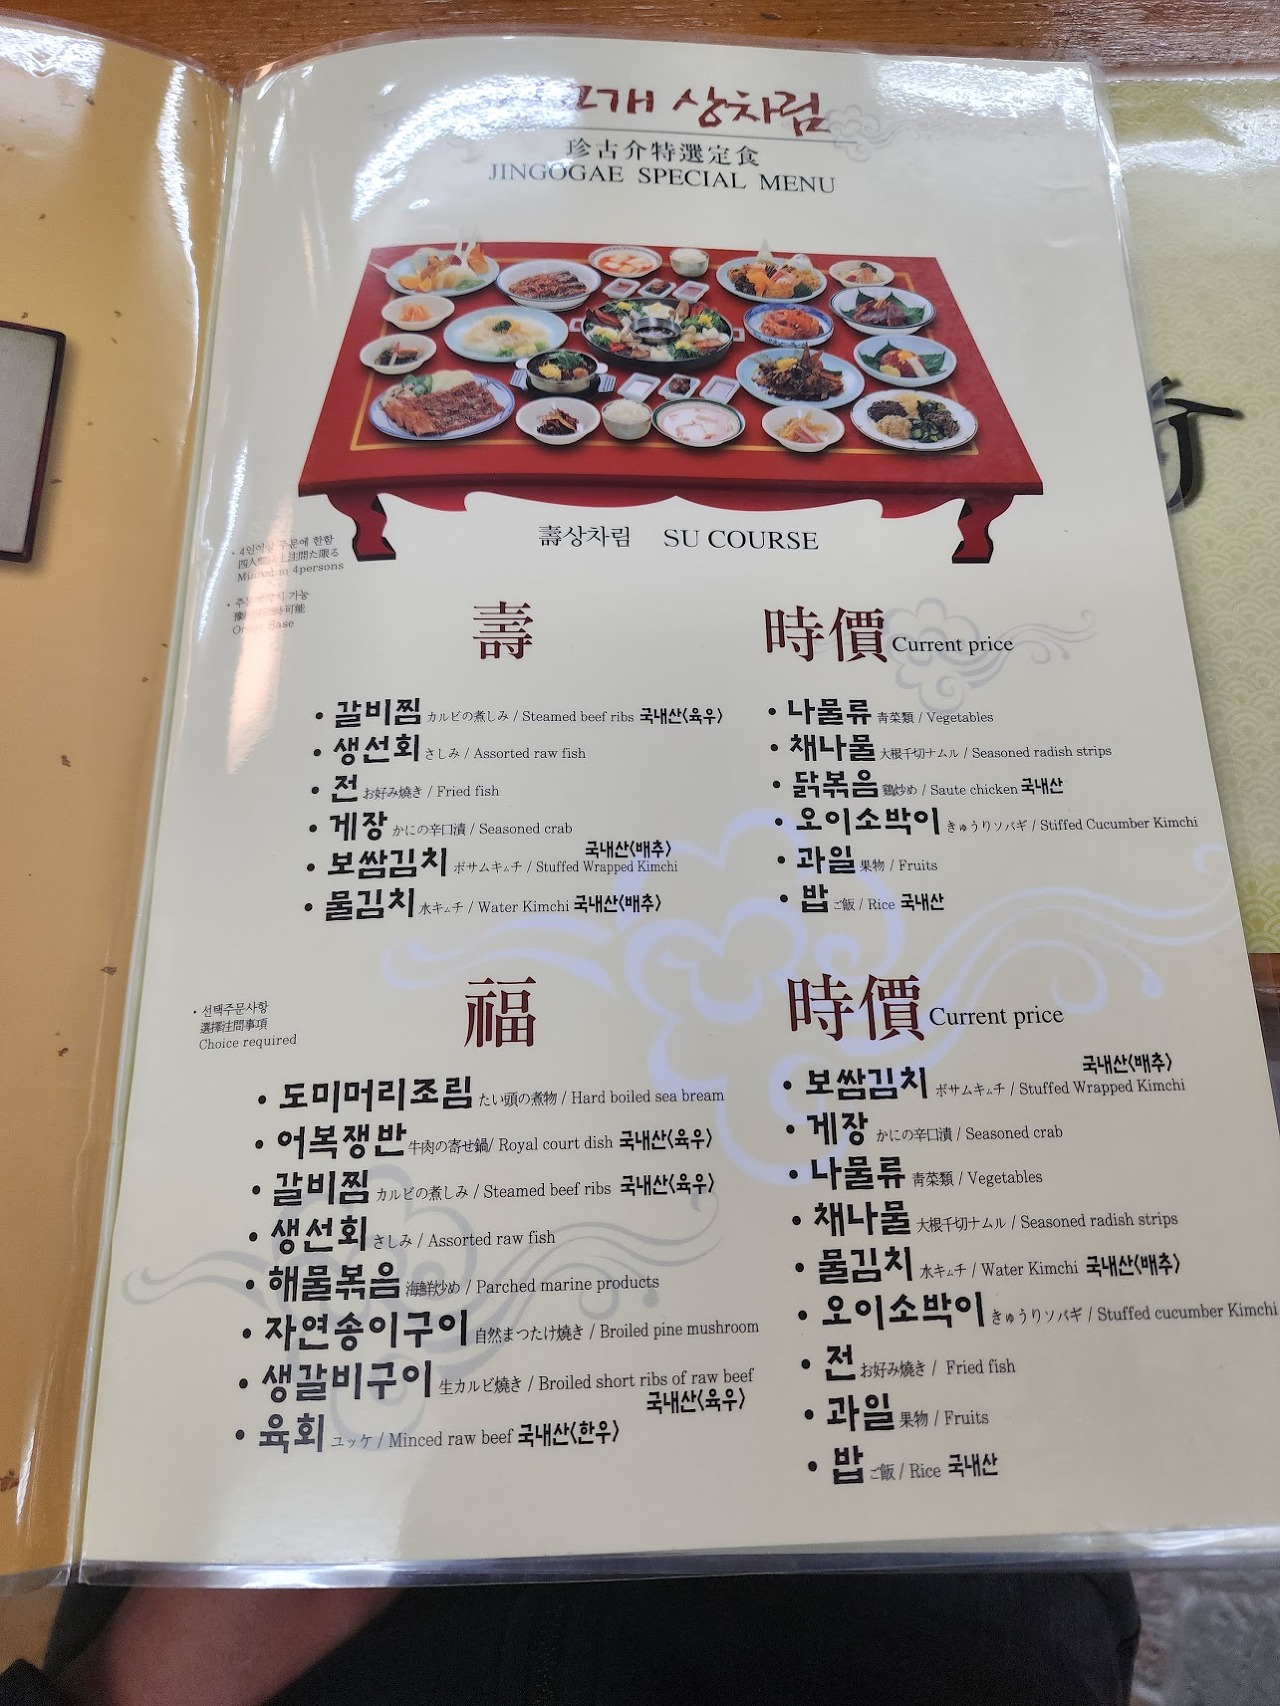 개 상차림
珍古介特選定食
JINGOGAE SPECIAL MENU
壽상차림 SU COURSE
• 4인이상 주문에 한함
Minimum 4persons
壽
時價 Current price
• 갈비찜 カルビの煮しみ / Steamed beef ribs 국내산(육우)
• 생선회 さしみ / Assorted raw fish
• 전 お好み燒き / Fried fish
• 게장 かにの辛口漬 / Seasoned crab
국내산(배추)
• 보쌈김치 ボサムキムチ / Stuffed Wrapped Kimchi
• 물김치 水キムチ / Water Kimchi 국내산(배추)
• 나물류 靑菜類 / Vegetables
• 채나물 大根千切ナムル / Seasoned radish strips
• 닭볶음 鷄炒め / Saute chicken 국내산
• 오이소박이 きゅうりソバギ / Stiffed Cucumber Kimchi
• 과일 果物 / Fruits
• 밥 ご飯 / Rice 국내산
• 선택주문사항
選擇注問事項
Choice required
福
時價 Current price
• 도미머리조림 たい頭の煮物 / Hard boiled sea bream
• 어복쟁반 牛肉の寄せ鍋/ Royal court dish 국내산(육우)
• 갈비찜 カルビの煮しみ / Steamed beef ribs 국내산(육우)
• 생선회 さしみ / Assorted raw fish
• 해물볶음 海鮮炒め / Parched marine products
• 자연송이구이 自然まつたけ燒き / Broiled pine mushroom
• 생갈비구이 生カルビ燒き / Broiled short ribs of raw beef
국내산(육우)
• 육회 ユッケ / Minced raw beef 국내산(한우)
국내산(배추)
• 보쌈김치 ボサムキムチ / Stuffed Wrapped Kimchi
• 게장 かにの辛口漬 / Seasoned crab
• 나물류 靑菜類 / Vegetables
• 채나물 大根千切ナムル / Seasoned radish strips
• 물김치 水キムチ / Water Kimchi 국내산(배추)
• 오이소박이 きゅうりソバギ / Stuffed cucumber Kimchi
• 전 お好み燒き / Fried fish
• 과일 果物 / Fruits
• 밥 ご飯 / Rice 국내산